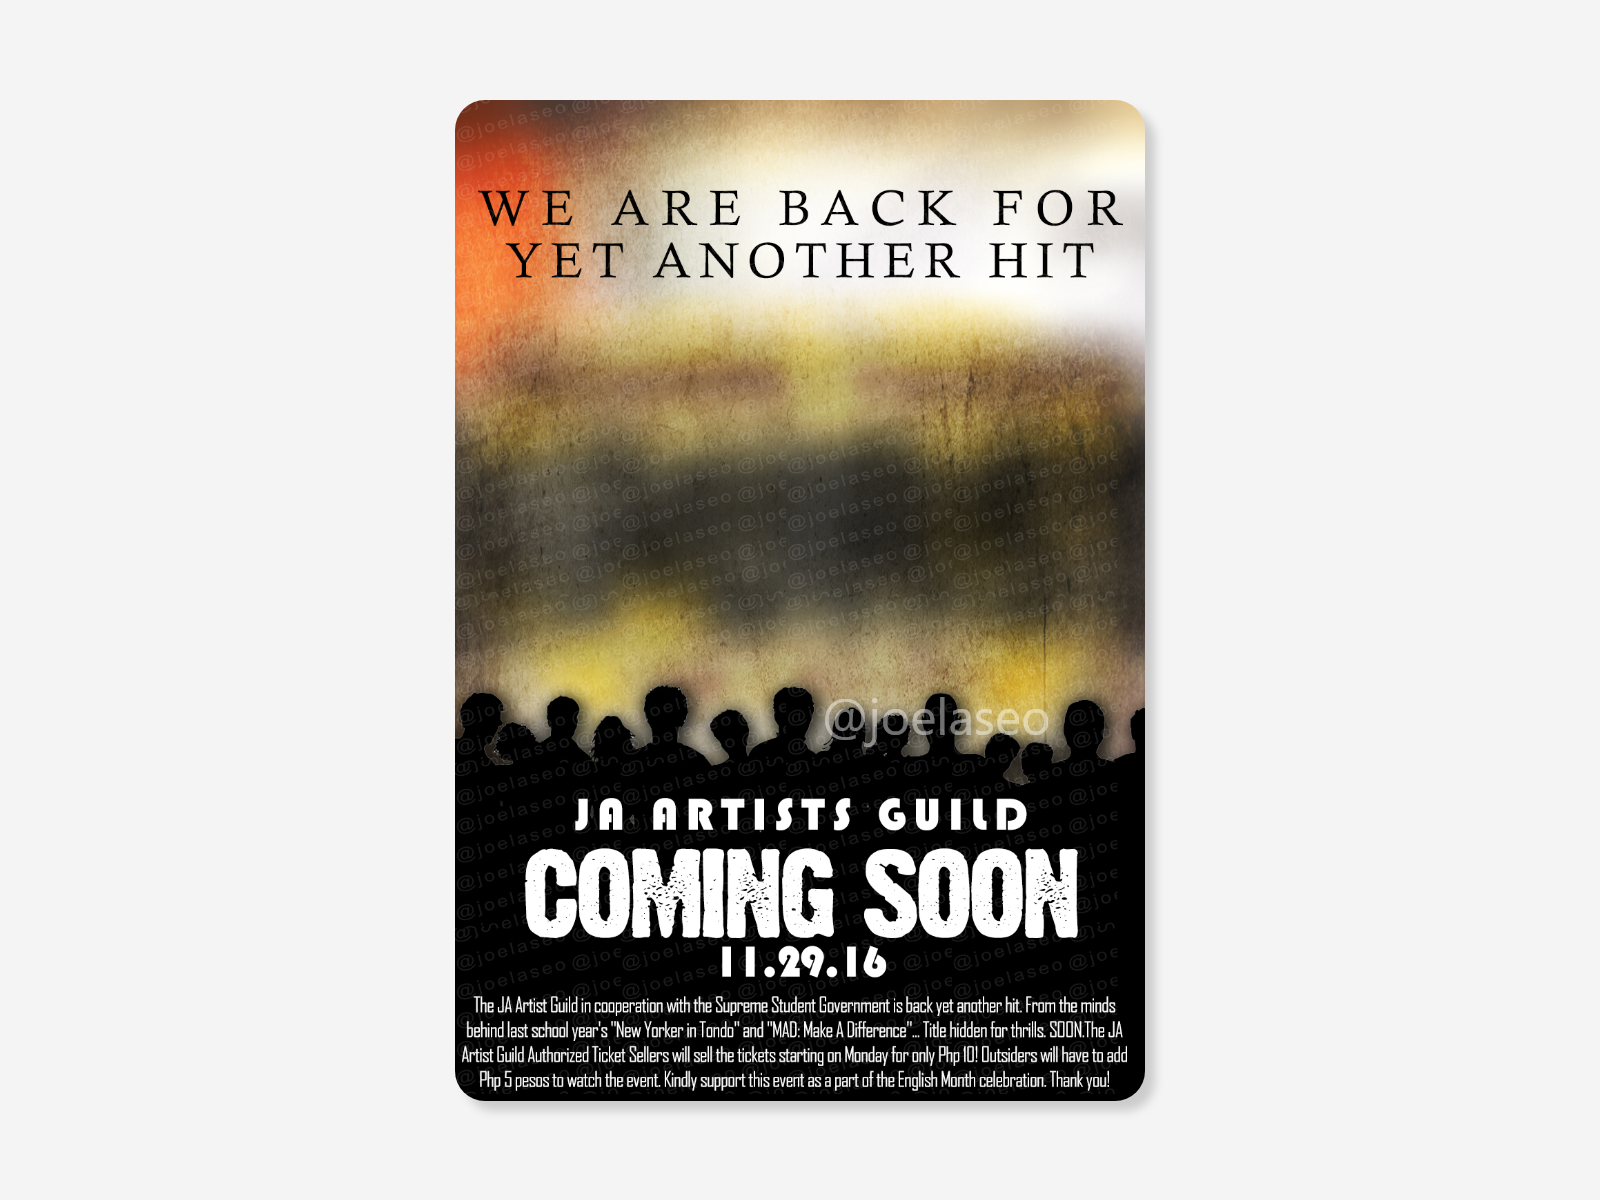 WE ARE BACK FOR
YET ANOTHER HIT
@joelaseo
JA ARTISTS GUILD
COMING SOON
11.29.16
The JA Artist Guild in cooperation with the Supreme Student Government is back yet another hit. From the minds
behind last school year's "New Yorker in Tondo" and "MAD: Make A Difference"... Title hidden for thrills. SOON.The JA
Artist Guild Authorized Ticket Sellers will sell the tickets starting on Monday for only Php 10! Outsiders will have to add
Php 5 pesos to watch the event. Kindly support this event as a part of the English Month celebration. Thank you!